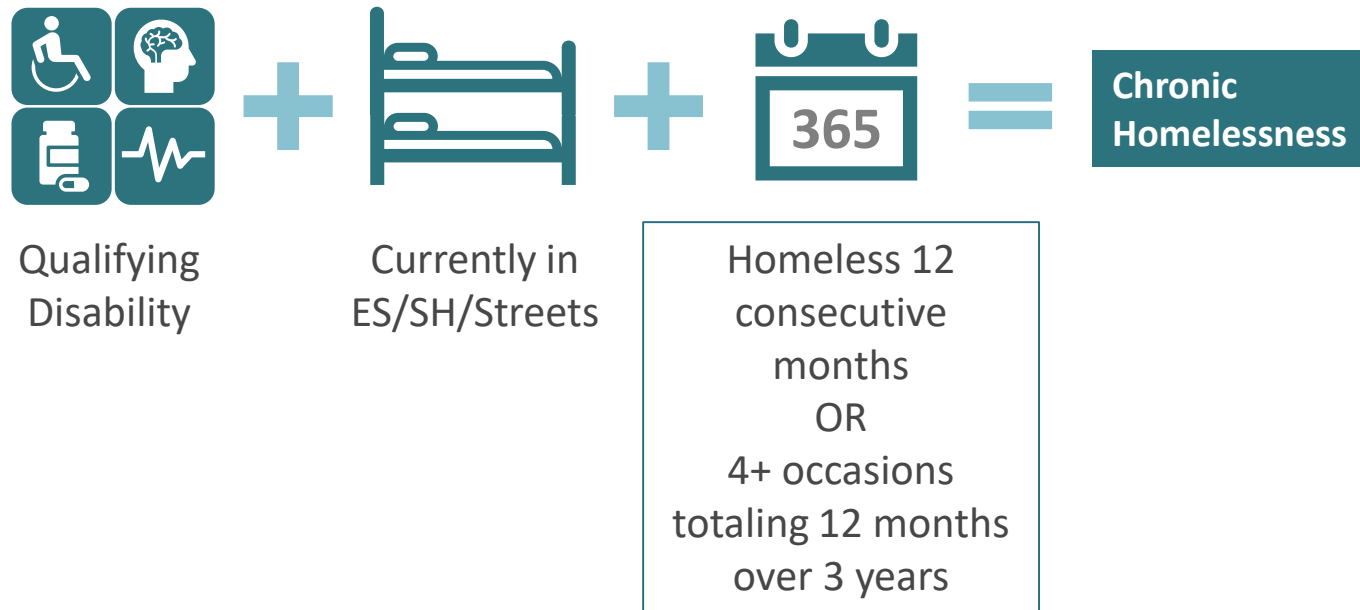 365
Chronic
Homelessness
Qualifying
Disability
Currently in
ES/SH/Streets
Homeless 12
consecutive
months
OR
4+ occasions
totaling 12 months
over 3 years